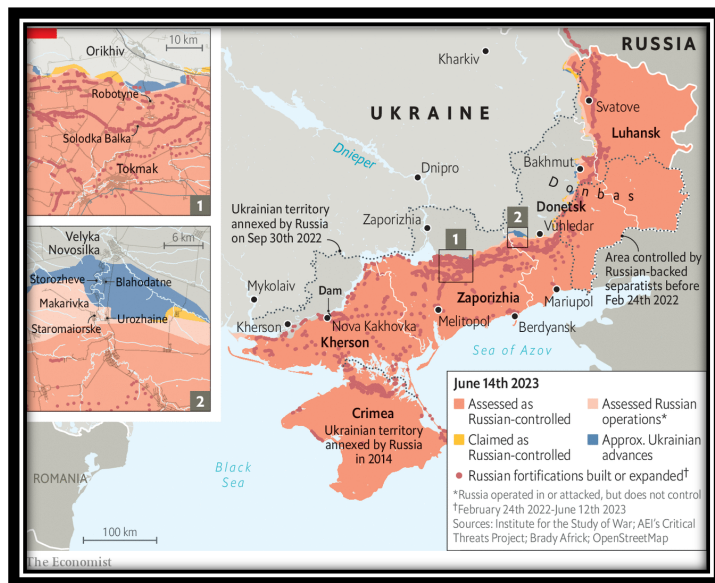 10 km
Orikhiv
Robotyne
Solodka Balka
Tokmak
1
6 km
Velyka
Novosilka
Storozheve
Blahodatne
Makarivka
Urozhaine
Staromaiorske
2
RUSSIA
Kharkiv
UKRAINE
Svatove
Luhansk
Dnieper
Dnipro
Bakhmut
Donbas
Donetsk
Ukrainian territory
annexed by Russia
on Sep 30th 2022
Zaporizhia
1
2
Vuhledar
Area controlled by
Russian-backed
separatists before
Feb 24th 2022
Mykolaiv
Dam
Zaporizhia
Mariupol
Kherson
Nova Kakhovka
Melitopol
Berdyansk
Kherson
Sea of Azov
Crimea
Ukrainian territory
annexed by Russia
in 2014
Black
Sea
ROMANIA
100 km
June 14th 2023
Assessed as
Russian-controlled
Assessed Russian
operations*
Claimed as
Russian-controlled
Approx. Ukrainian
advances
Russian fortifications built or expanded†
*Russia operated in or attacked, but does not control
†February 24th 2022-June 12th 2023
Sources: Institute for the Study of War; AEI's Critical
Threats Project; Brady Africk; OpenStreetMap
The Economist